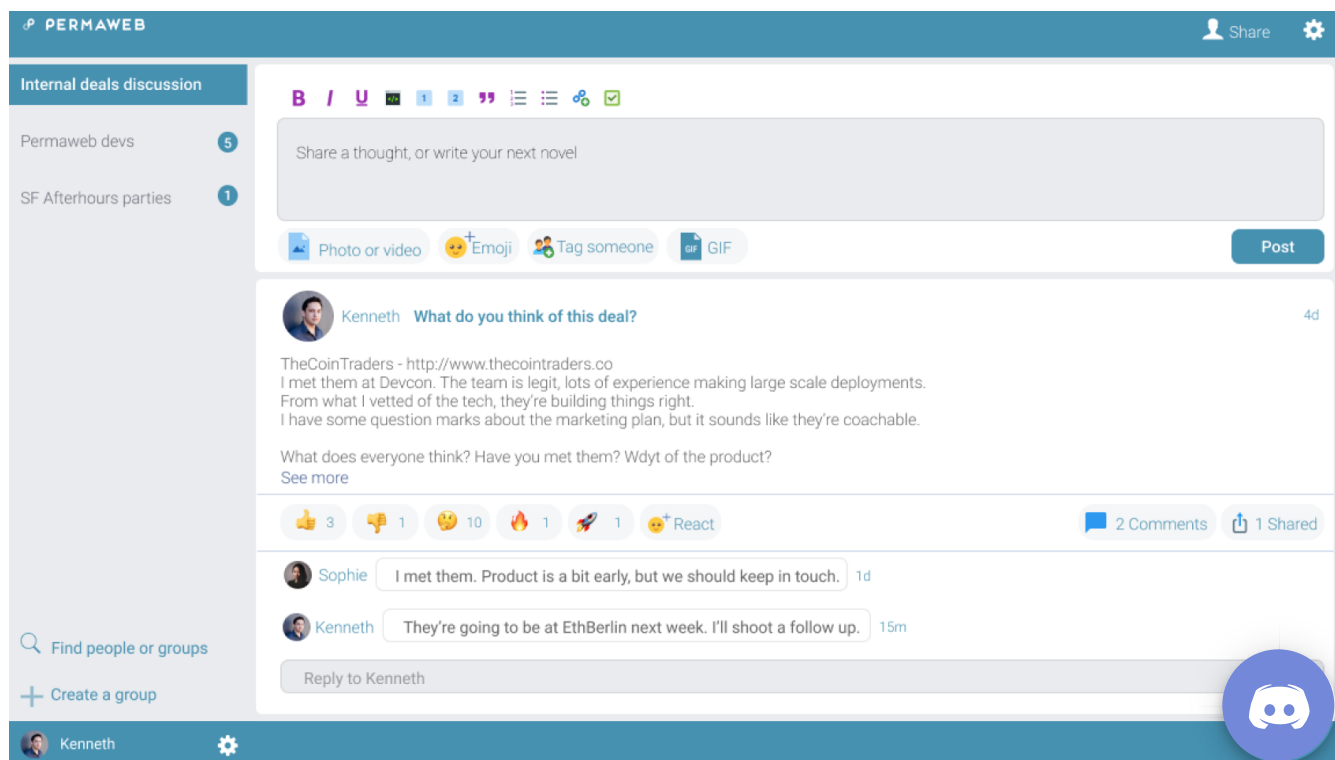 PERMAWEB
Share
Internal deals discussion
Permaweb devs 5
SF Afterhours parties 1
Find people or groups
Create a group
Kenneth
B I U </> 1 2
Share a thought, or write your next novel
Photo or video Emoji Tag someone GIF GIF Post
Kenneth What do you think of this deal? 4d
TheCoinTraders - http://www.thecointraders.co
I met them at Devcon. The team is legit, lots of experience making large scale deployments.
From what I vetted of the tech, they're building things right.
I have some question marks about the marketing plan, but it sounds like they're coachable.
What does everyone think? Have you met them? Wdyt of the product?
See more
3 1 10 1 1 React 2 Comments 1 Shared
Sophie I met them. Product is a bit early, but we should keep in touch. 1d
Kenneth They're going to be at EthBerlin next week. I'll shoot a follow up. 15m
Reply to Kenneth